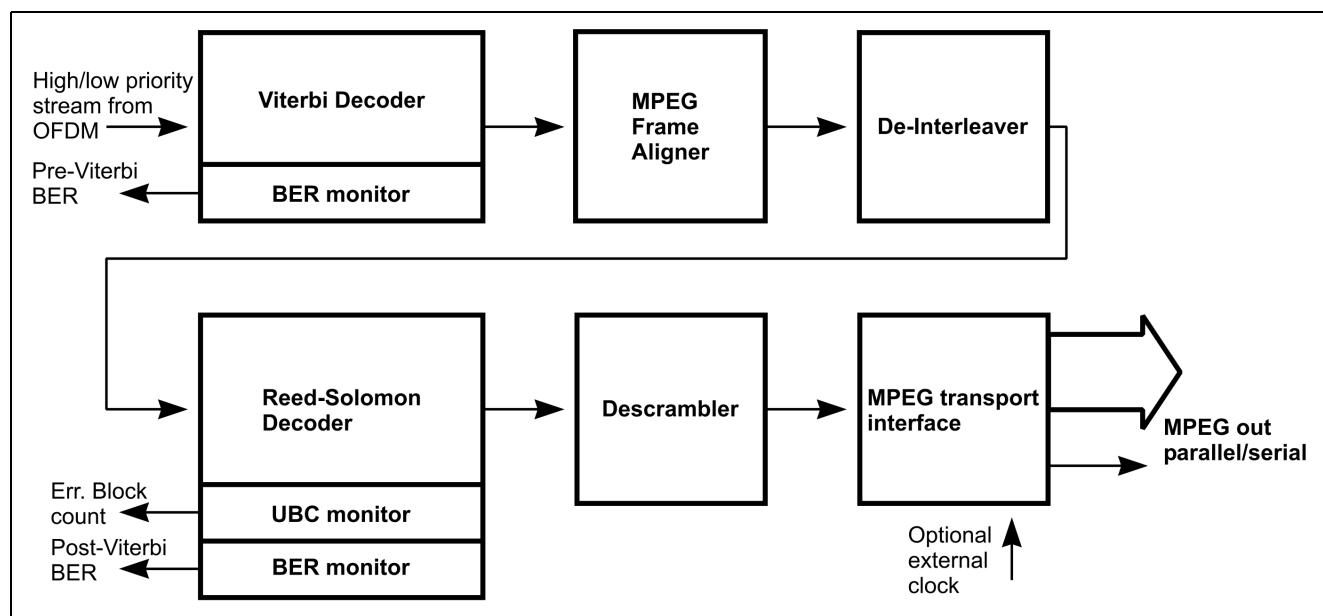 High/low priority
stream from
OFDM
Viterbi Decoder
MPEG
Frame
Aligner
De-Interleaver
Pre-Viterbi
BER
BER monitor
Reed-Solomon
Decoder
Descrambler
MPEG transport
interface
MPEG out
parallel/serial
Err. Block
count
UBC monitor
Post-Viterbi
BER
BER monitor
Optional
external
clock